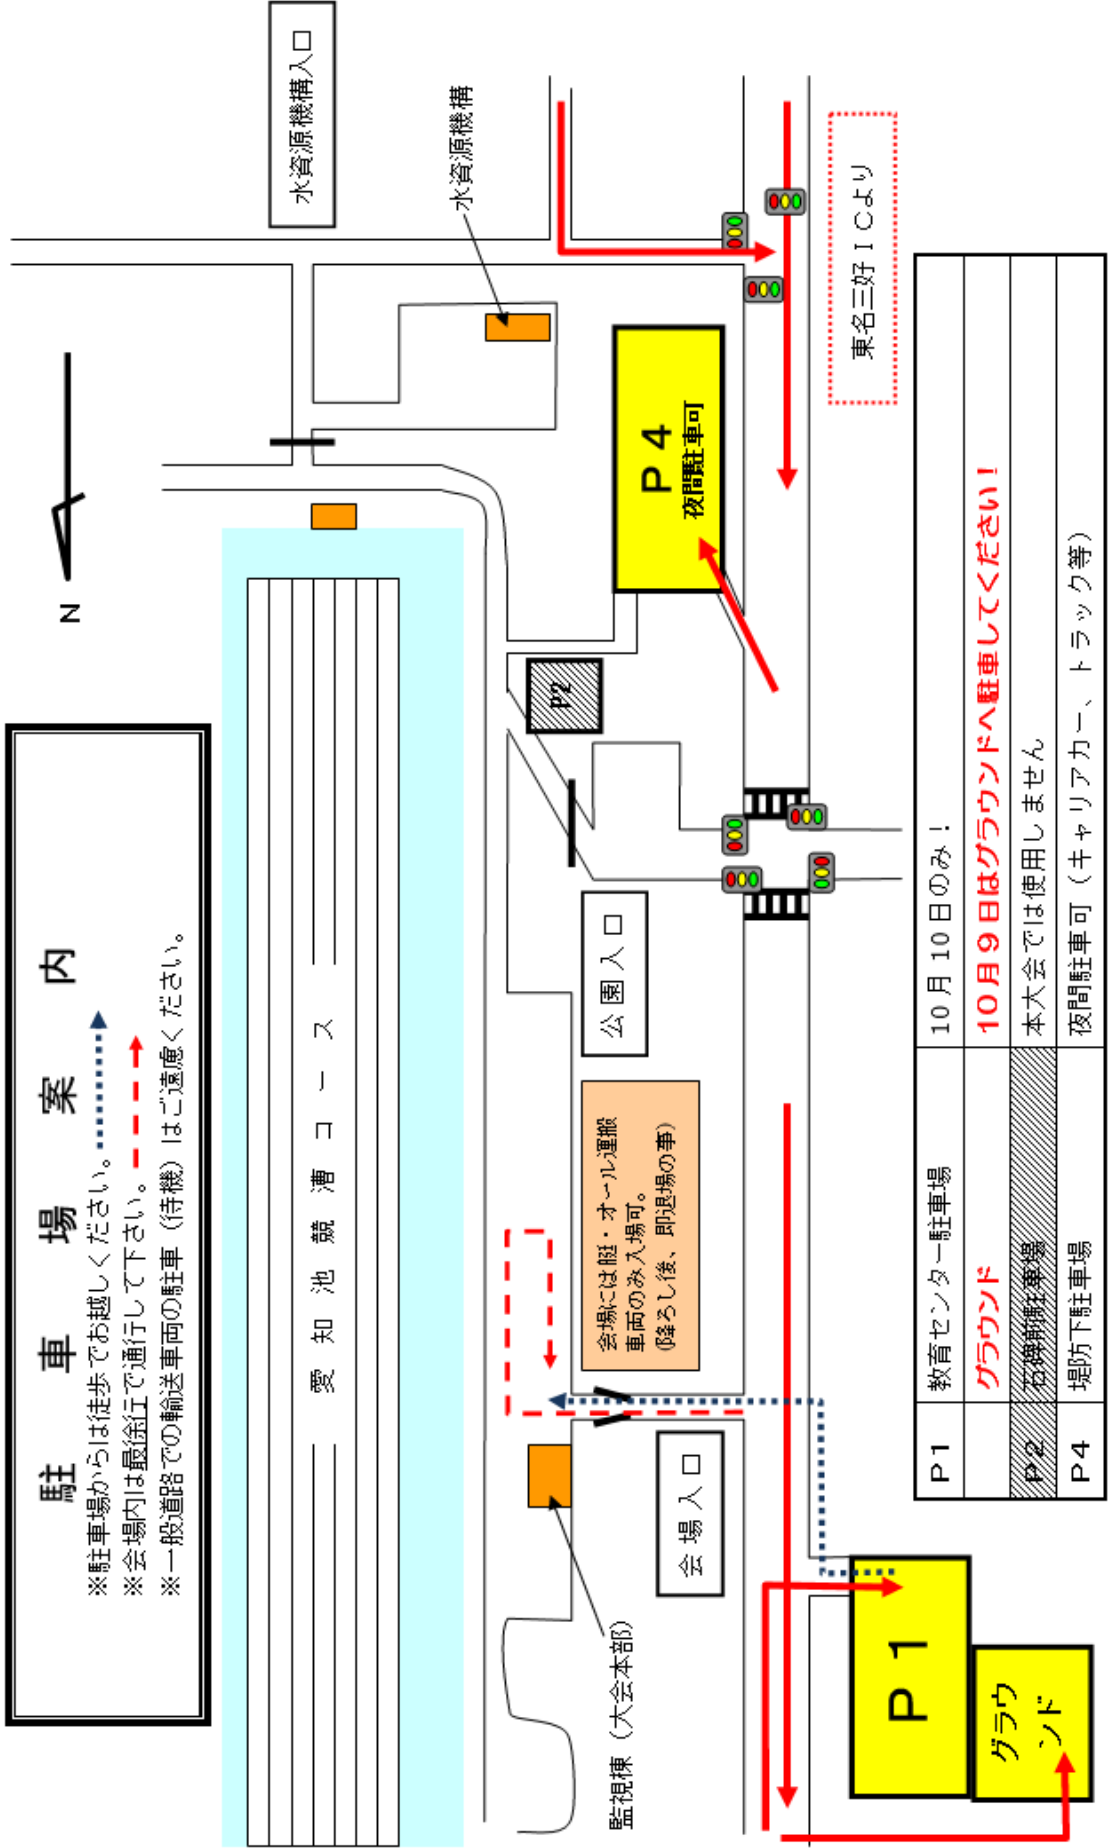 駐車場案内
※駐車場からは徒歩でお越しください。
※会場内は最徐行で通行して下さい。
※一般道路での輸送車両の駐車（待機）はご遠慮ください。
N
水資源機構入口
水資源機構
愛知池競漕コース
P4
夜間駐車可
P2
東名三好ICより
公園入口
会場には艇・オール運搬
車両のみ入場可。
(降ろし後、即退場の事)
会場入口
監視棟（大会本部）
P1
グラウ
ンド
P1 教育センター駐車場 10月10日のみ！
グラウンド 10月9日はグラウンドへ駐車してください！
P2 石碑前駐車場 本大会では使用しません
P4 堤防下駐車場 夜間駐車可（キャリアカー、トラック等）